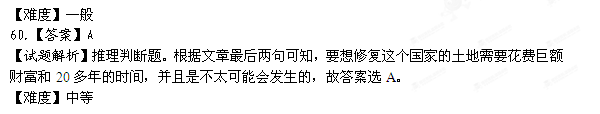 【难度】一般
60.【答案】A
【试题解析】推理判断题。根据文章最后两句可知，要想修复这个国家的土地需要花费巨额
财富和 20 多年的时间，并且是不太可能会发生的，故答案选 A。
【难度】中等